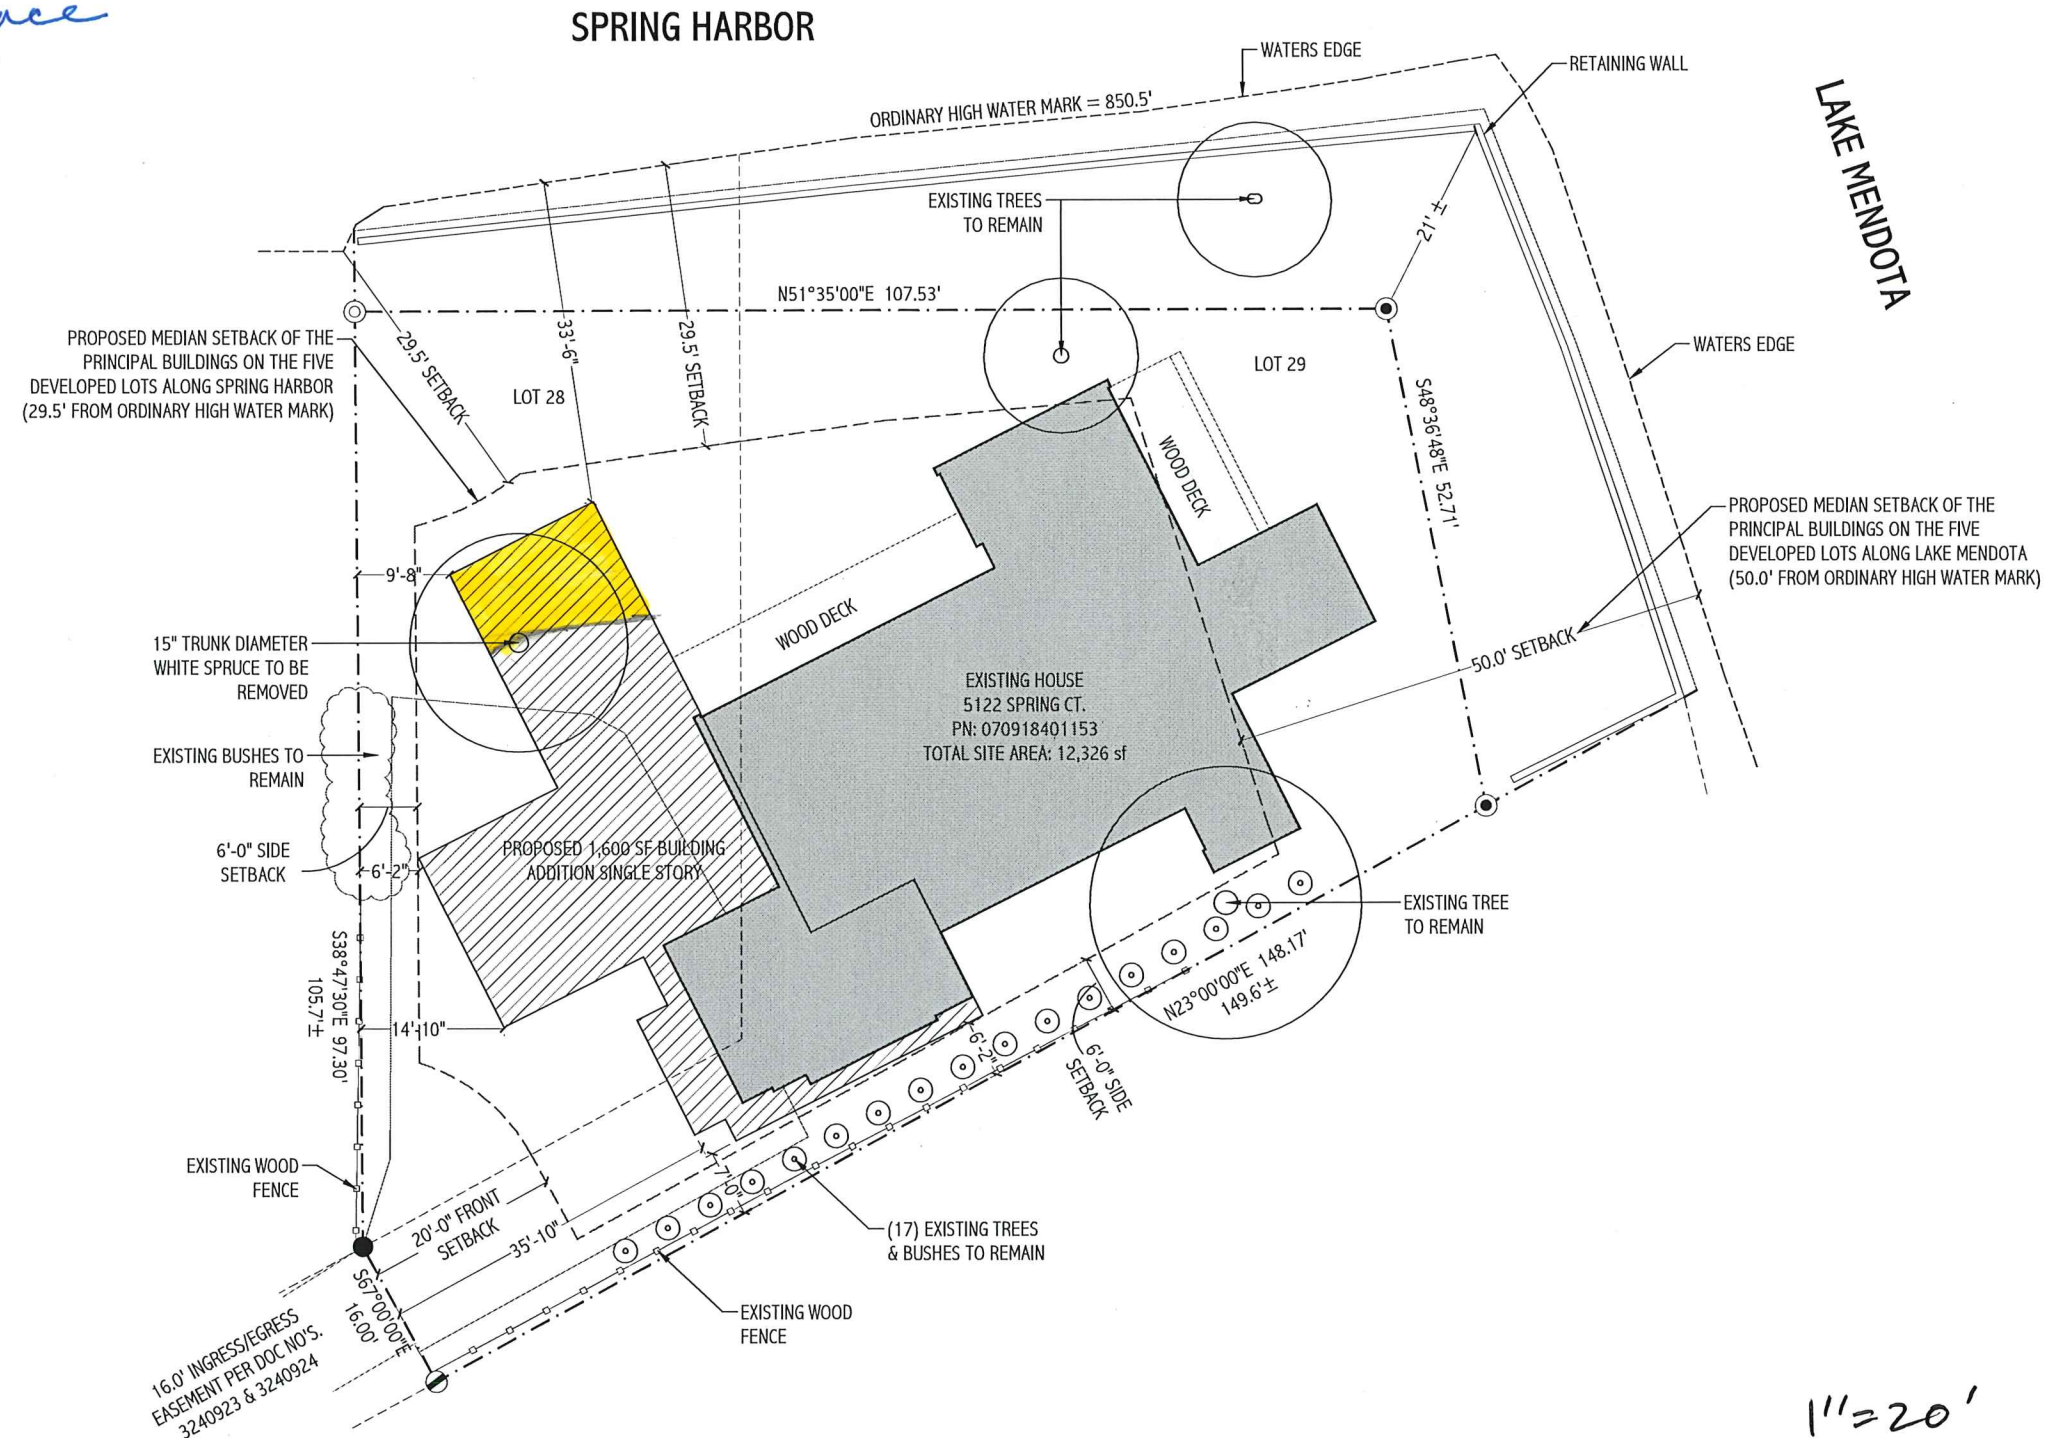 SPRING HARBOR
WATERS EDGE
RETAINING WALL
LAKE MENDOTA
ORDINARY HIGH WATER MARK = 850.5'
EXISTING TREES
TO REMAIN
21' ±
N51°35'00"E 107.53'
PROPOSED MEDIAN SETBACK OF THE
PRINCIPAL BUILDINGS ON THE FIVE
DEVELOPED LOTS ALONG SPRING HARBOR
(29.5' FROM ORDINARY HIGH WATER MARK)
29.5' SETBACK
33'-6"
29.5' SETBACK
LOT 28
LOT 29
WATERS EDGE
S48°36'48"E 52.71'
WOOD DECK
PROPOSED MEDIAN SETBACK OF THE
PRINCIPAL BUILDINGS ON THE FIVE
DEVELOPED LOTS ALONG LAKE MENDOTA
(50.0' FROM ORDINARY HIGH WATER MARK)
9'-8"
WOOD DECK
15" TRUNK DIAMETER
WHITE SPRUCE TO BE
REMOVED
50.0' SETBACK
EXISTING HOUSE
5122 SPRING CT.
PN: 070918401153
TOTAL SITE AREA: 12,326 sf
EXISTING BUSHES TO
REMAIN
6'-0" SIDE
SETBACK
6'-2"
PROPOSED 1,600 SF BUILDING
ADDITION SINGLE STORY
EXISTING TREE
TO REMAIN
S38°47'30"E 97.30'
105.7'±
14'-10"
N23°00'00"E 148.17'
149.6'±
6'-2"
6'-0" SIDE
SETBACK
EXISTING WOOD
FENCE
7'-0"
20'-0" FRONT
SETBACK
35'-10"
(17) EXISTING TREES
& BUSHES TO REMAIN
S67°00'00"E
16.00'
EXISTING WOOD
FENCE
16.0' INGRESS/EGRESS
EASEMENT PER DOC NO'S.
3240923 & 3240924
1"=20'